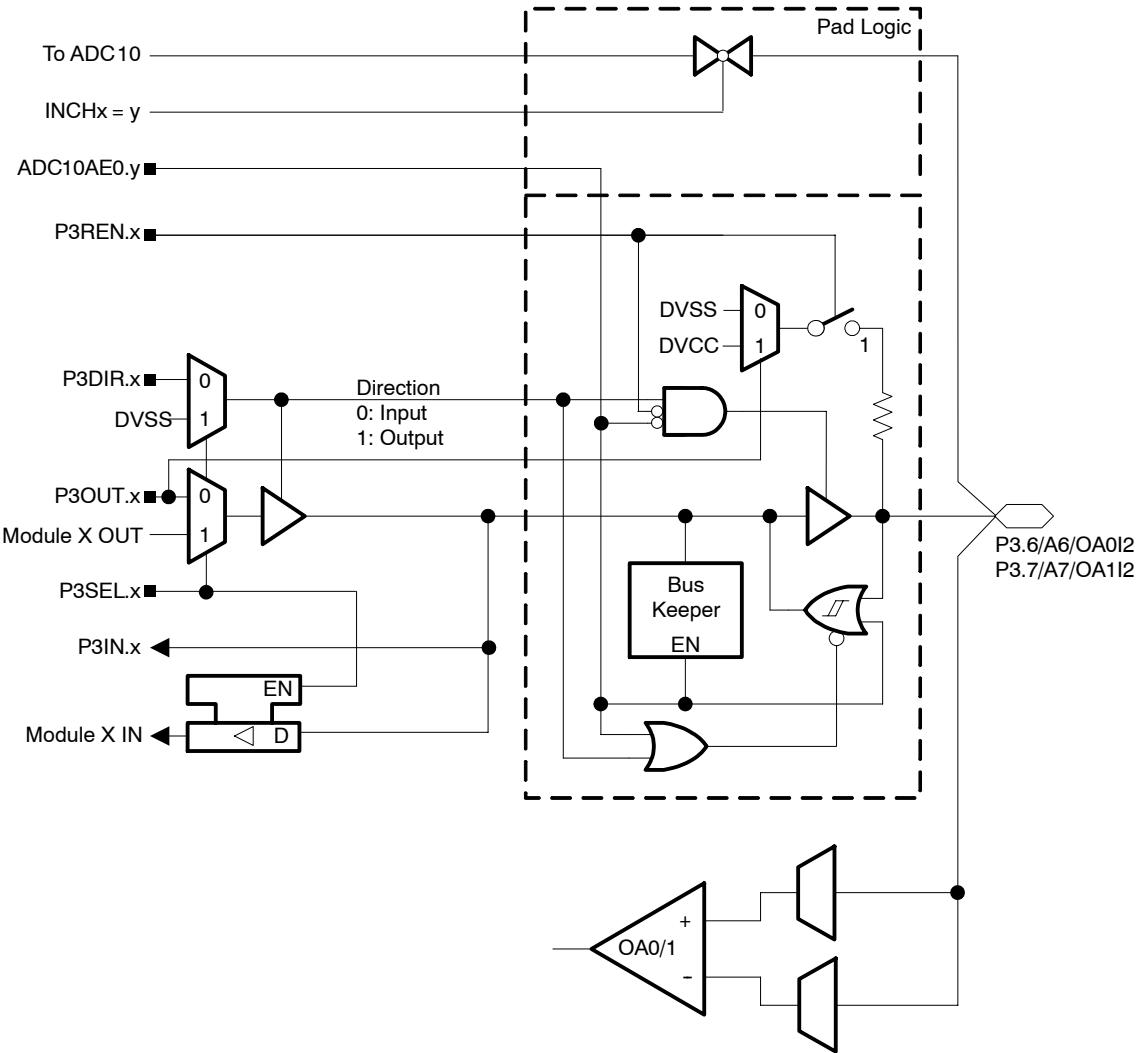 Pad Logic
To ADC10
INCHx = y
ADC10AE0.y
P3REN.x
DVSS
0
DVCC
1
1
P3DIR.x
0
DVSS
1
Direction
0: Input
1: Output
P3OUT.x
0
Module X OUT
1
P3SEL.x
P3IN.x
EN
Module X IN
D
Bus
Keeper
EN
P3.6/A6/OA0I2
P3.7/A7/OA1I2
+
OA0/1
−